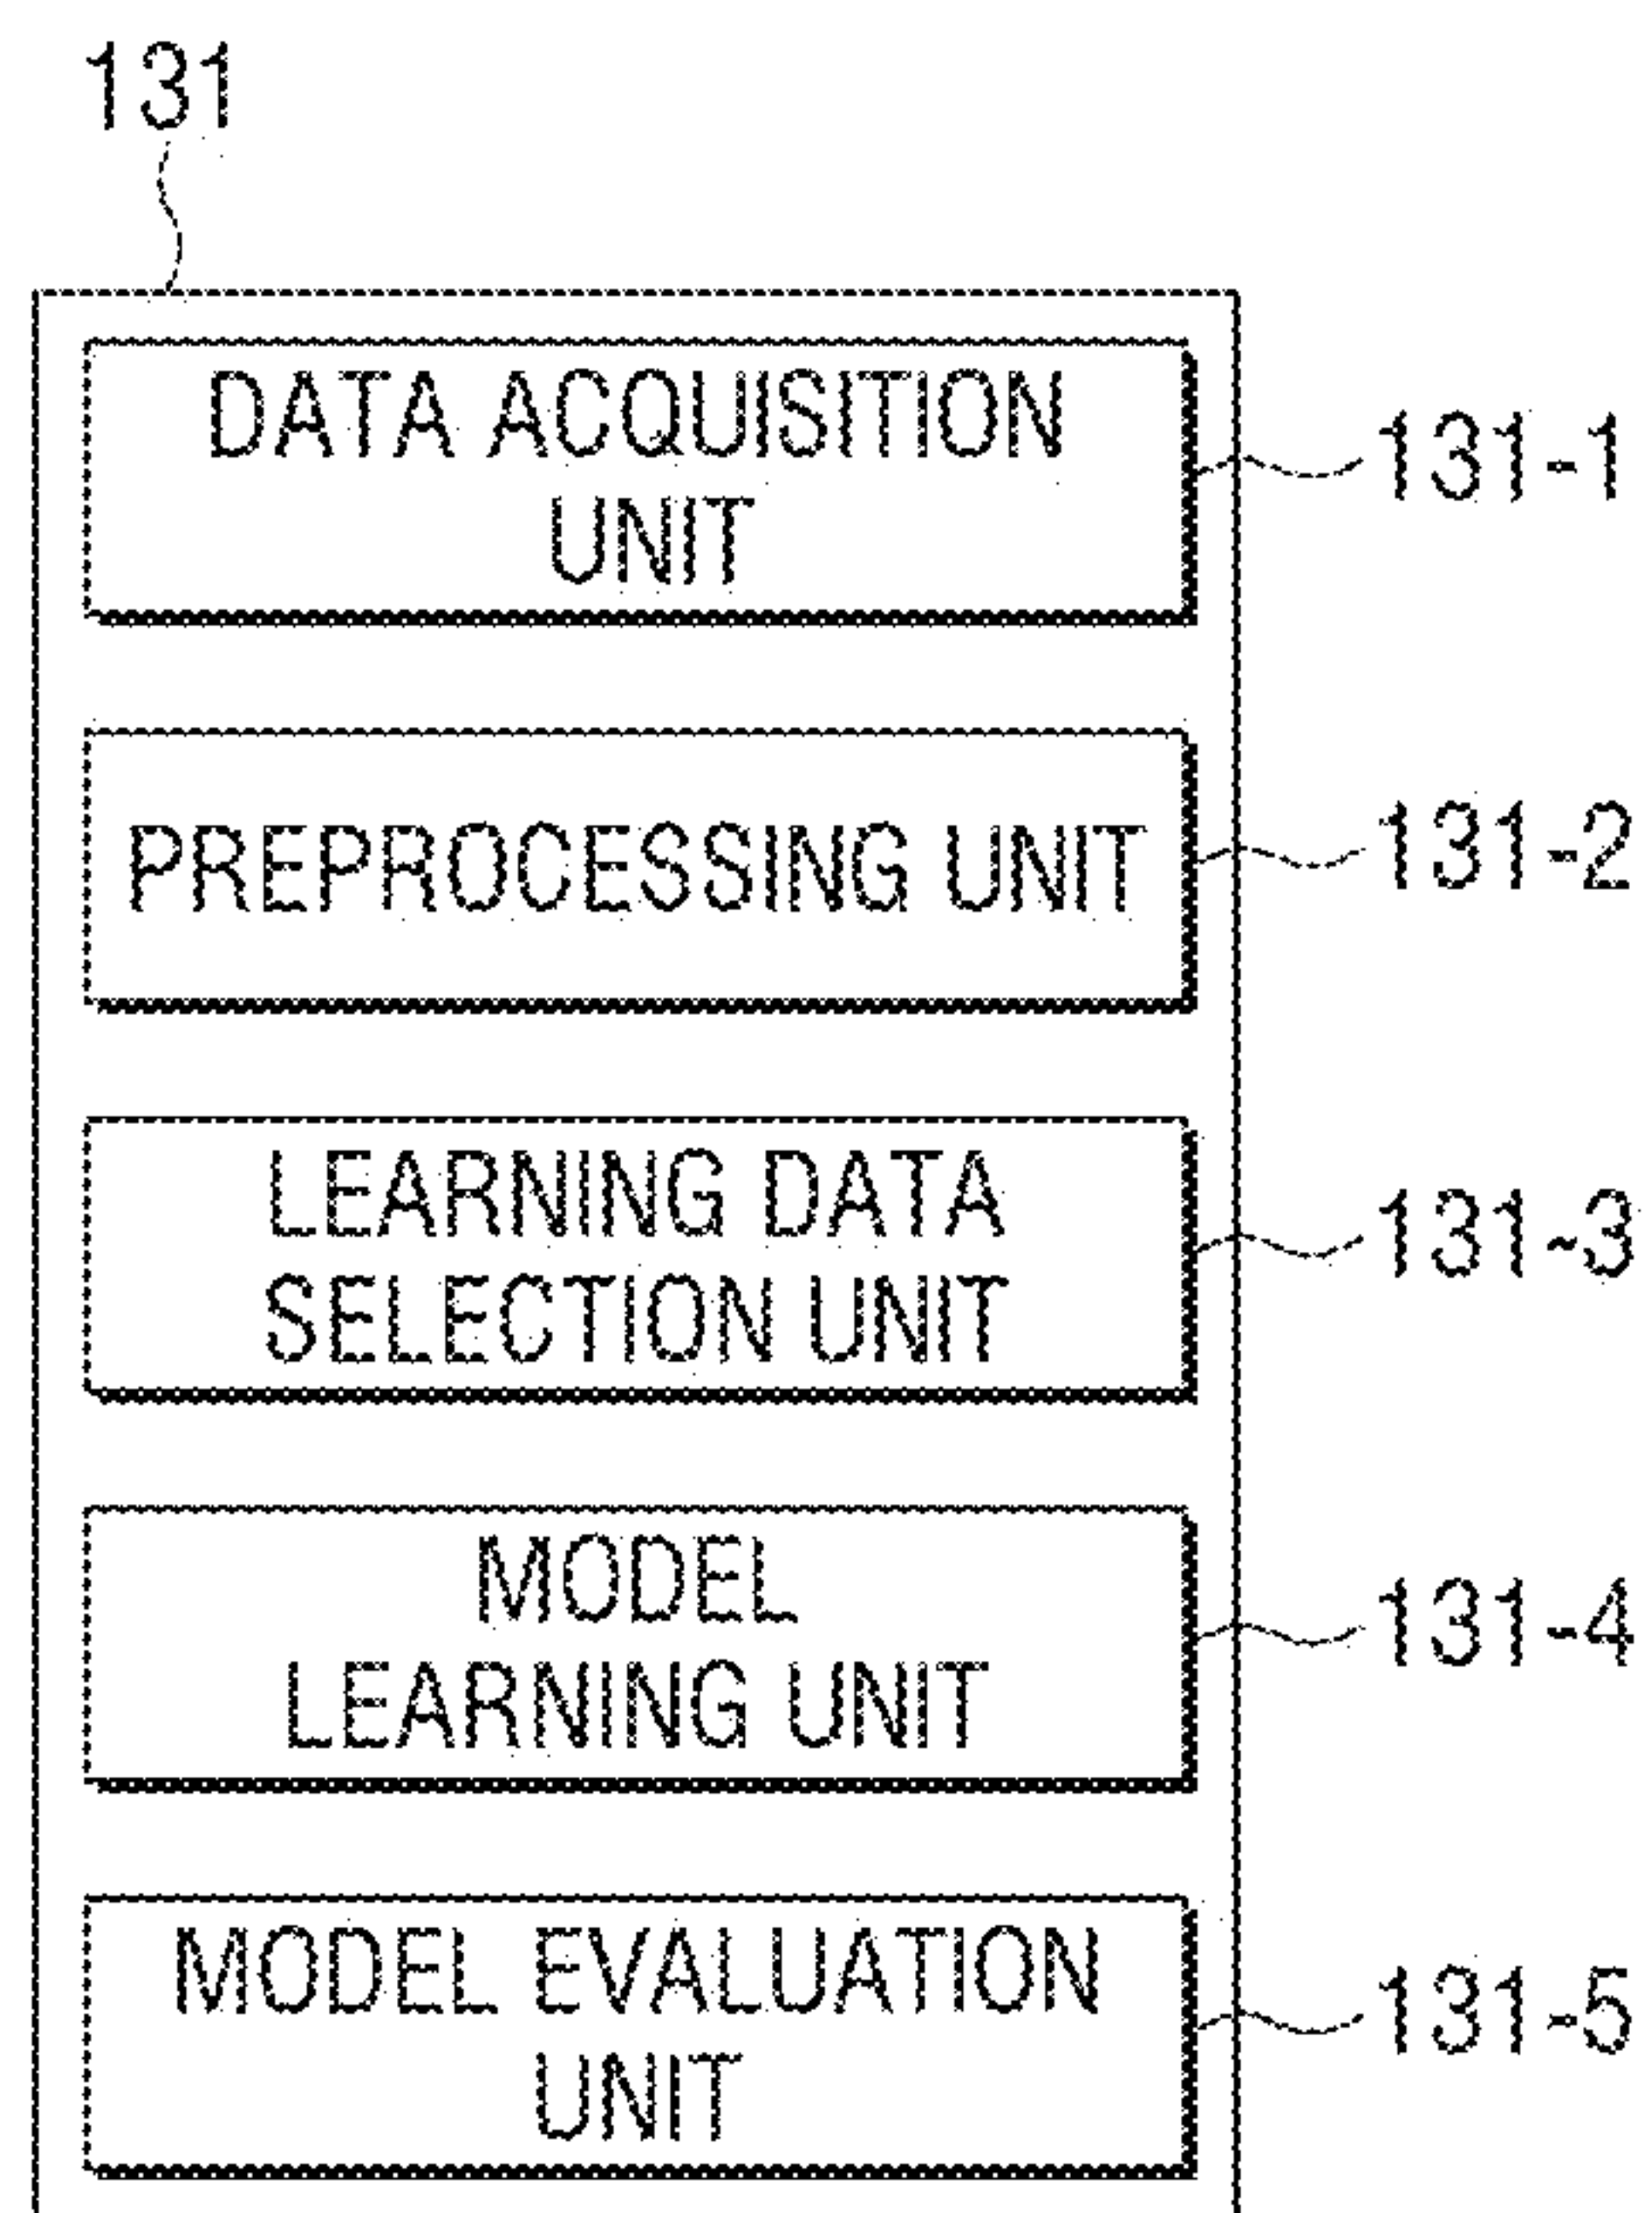 131
DATA ACQUISITION
UNIT
131-1
PREPROCESSING UNIT
131-2
LEARNING DATA
SELECTION UNIT
131-3
MODEL
LEARNING UNIT
131-4
MODEL EVALUATION
UNIT
131-5